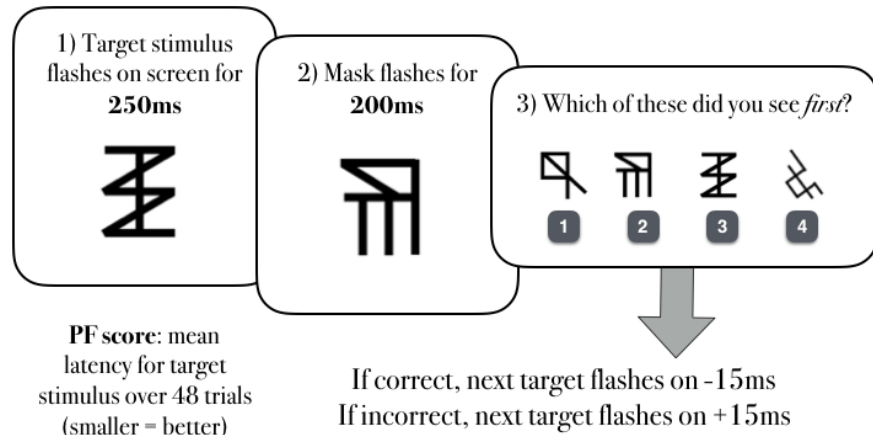 1) Target stimulus
flashes on screen for
250ms
2) Mask flashes for
200ms
3) Which of these did you see first?
1 2 3 4
PF score: mean
latency for target
stimulus over 48 trials
(smaller = better)
If correct, next target flashes on -15ms
If incorrect, next target flashes on +15ms